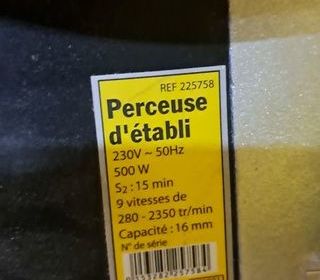 REF 225758
Perceuse
d'établi
230V ~ 50Hz
500 W
S₂ : 15 min
9 vitesses de
280 - 2350 tr/min
Capacité : 16 mm
N° de série